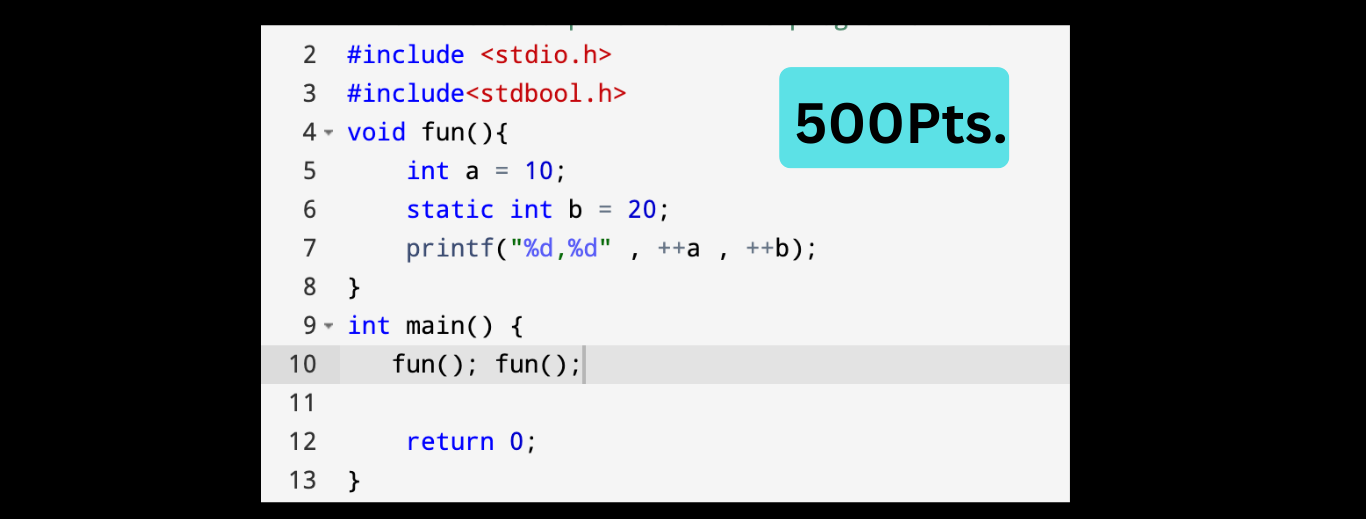 2 #include <stdio.h>
3 #include<stdbool.h>
500Pts.
4 void fun(){
5     int a = 10;
6     static int b = 20;
7     printf("%d,%d" , ++a , ++b);
8 }
9 int main() {
10    fun(); fun();
11
12     return 0;
13 }